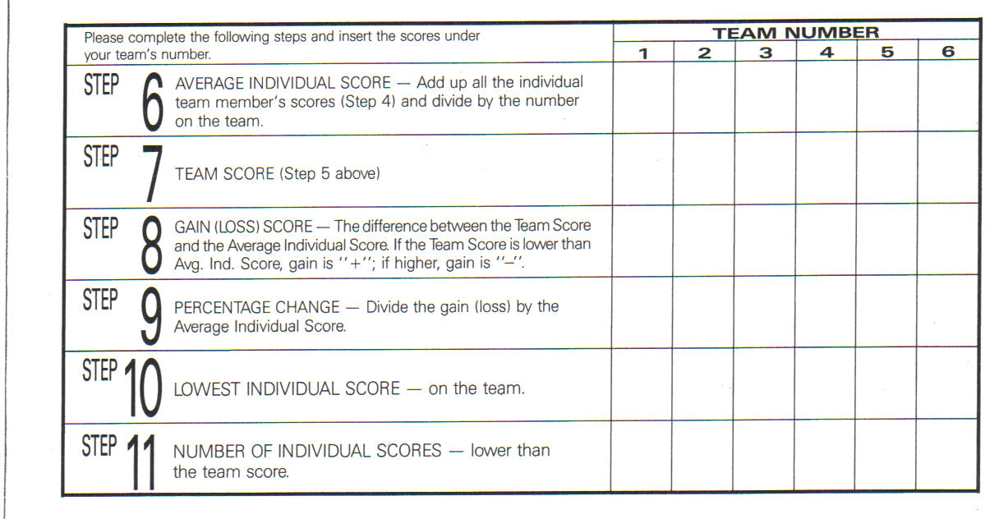 Please complete the following steps and insert the scores under
your team's number.
TEAM NUMBER
1 2 3 4 5 6
STEP 6 AVERAGE INDIVIDUAL SCORE — Add up all the individual
team member's scores (Step 4) and divide by the number
on the team.
STEP 7 TEAM SCORE (Step 5 above)
STEP 8 GAIN (LOSS) SCORE — The difference between the Team Score
and the Average Individual Score. If the Team Score is lower than
Avg. Ind. Score, gain is ''+''; if higher, gain is ''–''.
STEP 9 PERCENTAGE CHANGE — Divide the gain (loss) by the
Average Individual Score.
STEP 10 LOWEST INDIVIDUAL SCORE — on the team.
STEP 11 NUMBER OF INDIVIDUAL SCORES — lower than
the team score.